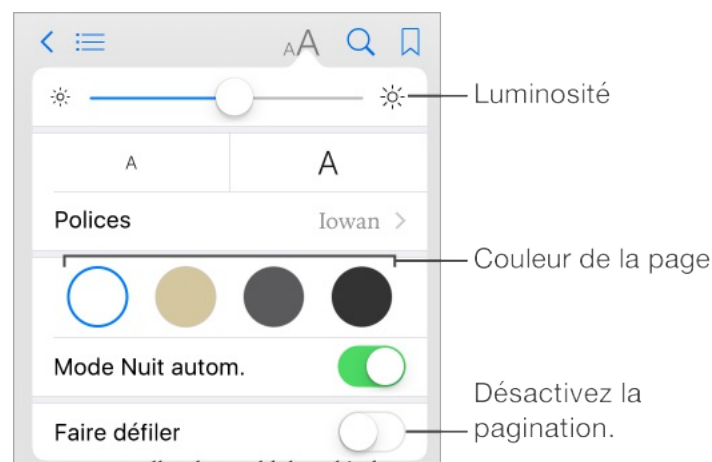 AA
Luminosité
A A
Polices Iowan
Couleur de la page
Mode Nuit autom.
Désactivez la
Faire défiler
pagination.